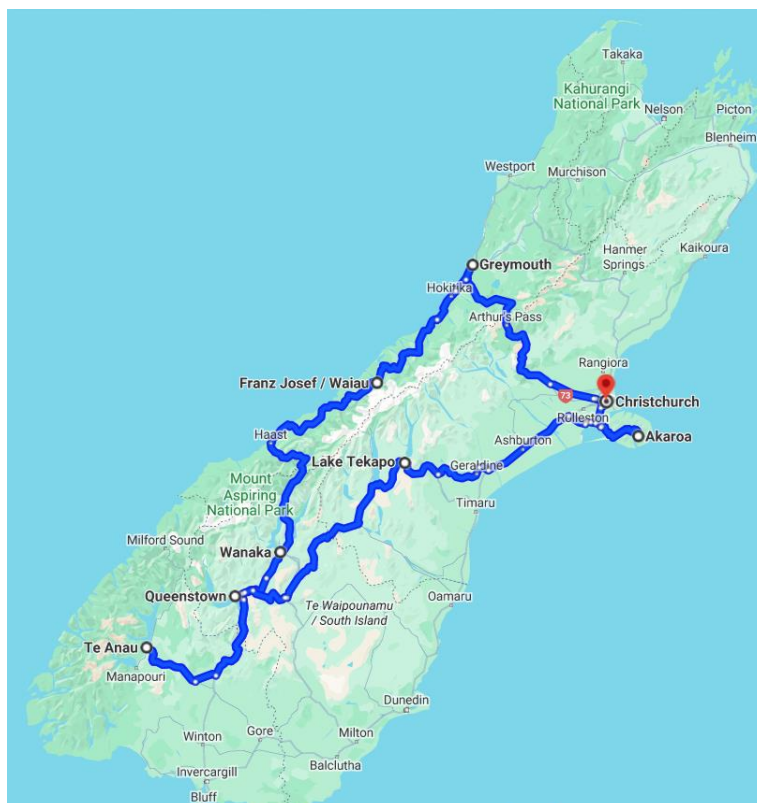 Takaka
Kahurangi
National Park
Nelson
Picton
Blenheim
Westport
Murchison
Greymouth
Hanmer
Springs
Kaikoura
Hokitika
Arthur's Pass
Rangiora
Franz Josef / Waiau
73
Christchurch
Rolleston
Akaroa
Haast
Ashburton
Lake Tekapo
Geraldine
Mount
Aspiring
National Park
Timaru
Milford Sound
Wanaka
Queenstown
Oamaru
Te Waipounamu
/ South Island
Te Anau
Manapouri
Dunedin
Gore
Milton
Winton
Balclutha
Invercargill
Bluff